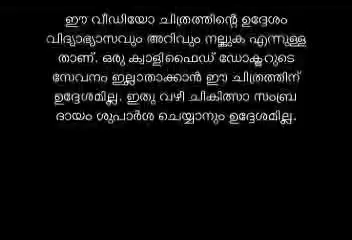 ഈ വീഡിയോ ചിത്രത്തിന്റെ ഉദ്ദേശം
വിദ്യാഭ്യാസവും അറിവും നല്ലുക എന്നുള്ള
താണ്. ഒരു ക്വാളിഫൈഡ് ഡോക്ടറുടെ
സേവനം ഇല്ലാതാക്കാൻ ഈ ചിത്രത്തിന്
ഉദ്ദേശമില്ല. ഇതു വഴി ചികിത്സാ സംബ്ര
ദായം ശുപാർശ ചെയ്യാനും ഉദ്ദേശമില്ല.